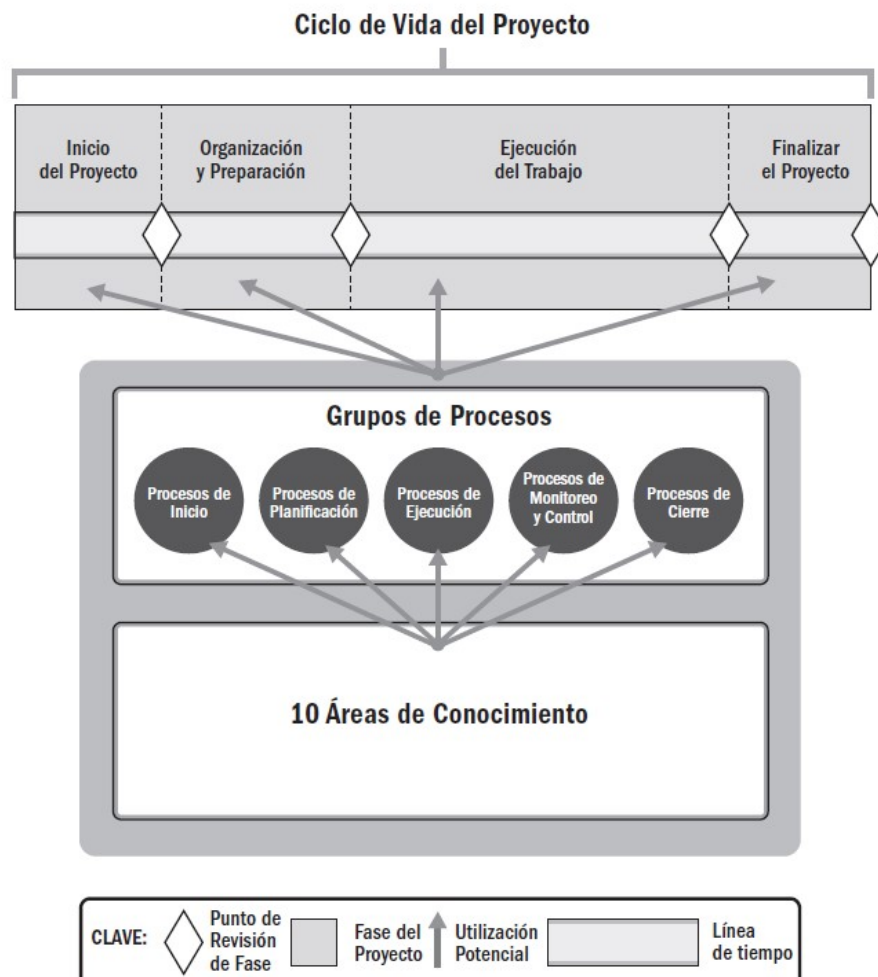 Ciclo de Vida del Proyecto
Inicio
del Proyecto
Organización
y Preparación
Ejecución
del Trabajo
Finalizar
el Proyecto
Grupos de Procesos
Procesos de
Inicio
Procesos de
Planificación
Procesos de
Ejecución
Procesos de
Monitoreo
y Control
Procesos de
Cierre
10 Áreas de Conocimiento
CLAVE:
Punto de
Revisión
de Fase
Fase del
Proyecto
Utilización
Potencial
Línea
de tiempo